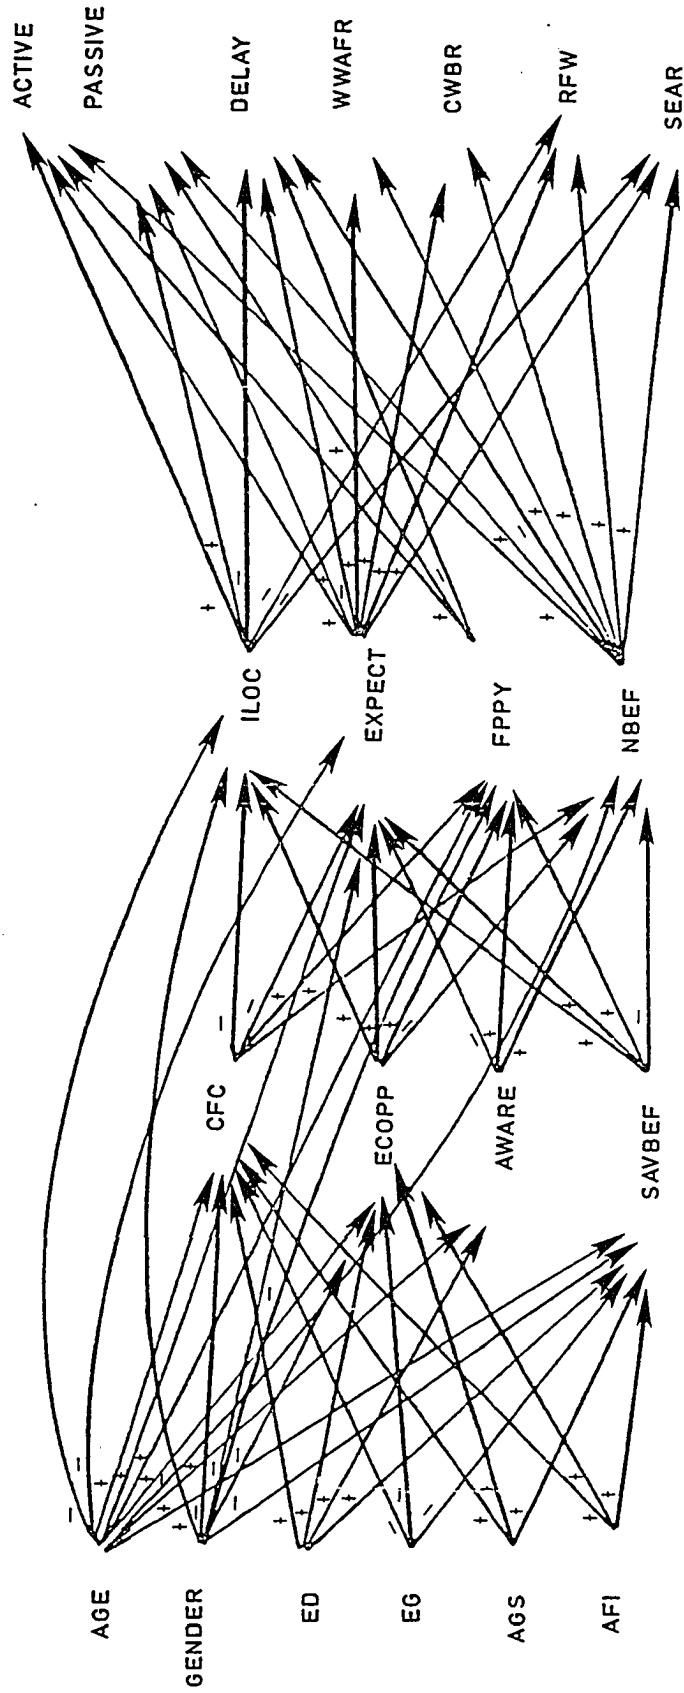 AGE
GENDER
ED
EG
AGS
AFI
CFC
ECOPP
AWARE
SAVBEF
ILOC
EXPECT
FPPY
NBEF
ACTIVE
PASSIVE
DELAY
WWAFR
CWBR
RFW
SEAR